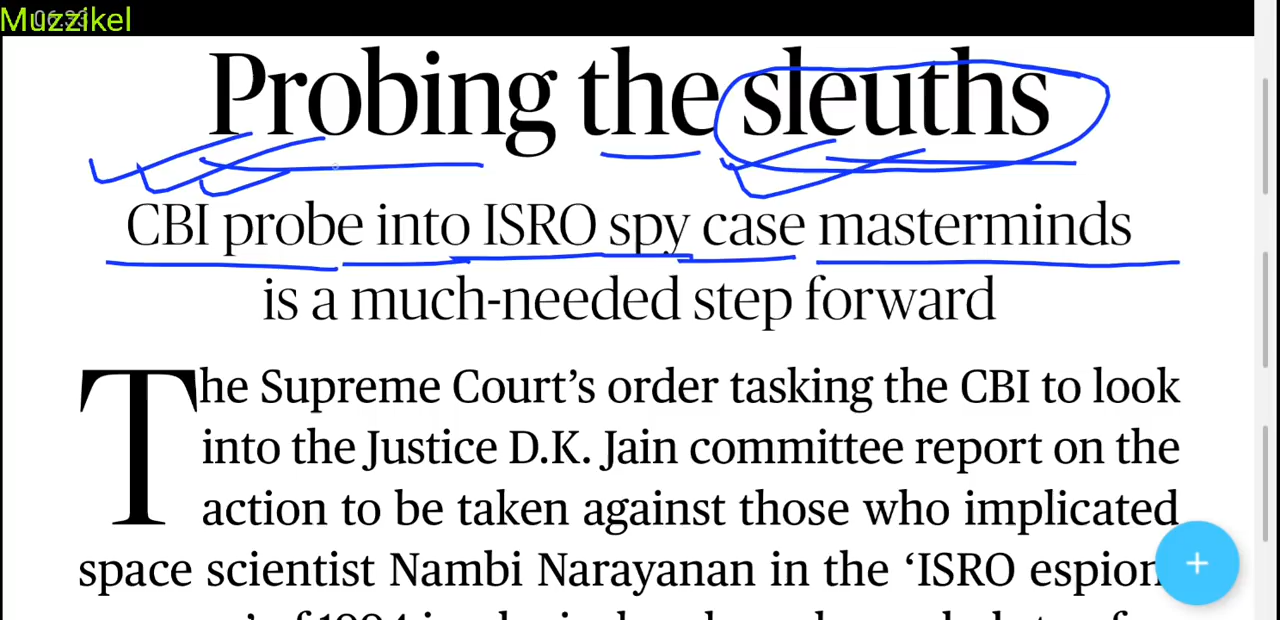 Muzzikel
Probing the sleuths
CBI probe into ISRO spy case masterminds
is a much-needed step forward
The Supreme Court’s order tasking the CBI to look
into the Justice D.K. Jain committee report on the
action to be taken against those who implicated
space scientist Nambi Narayanan in the ‘ISRO espion